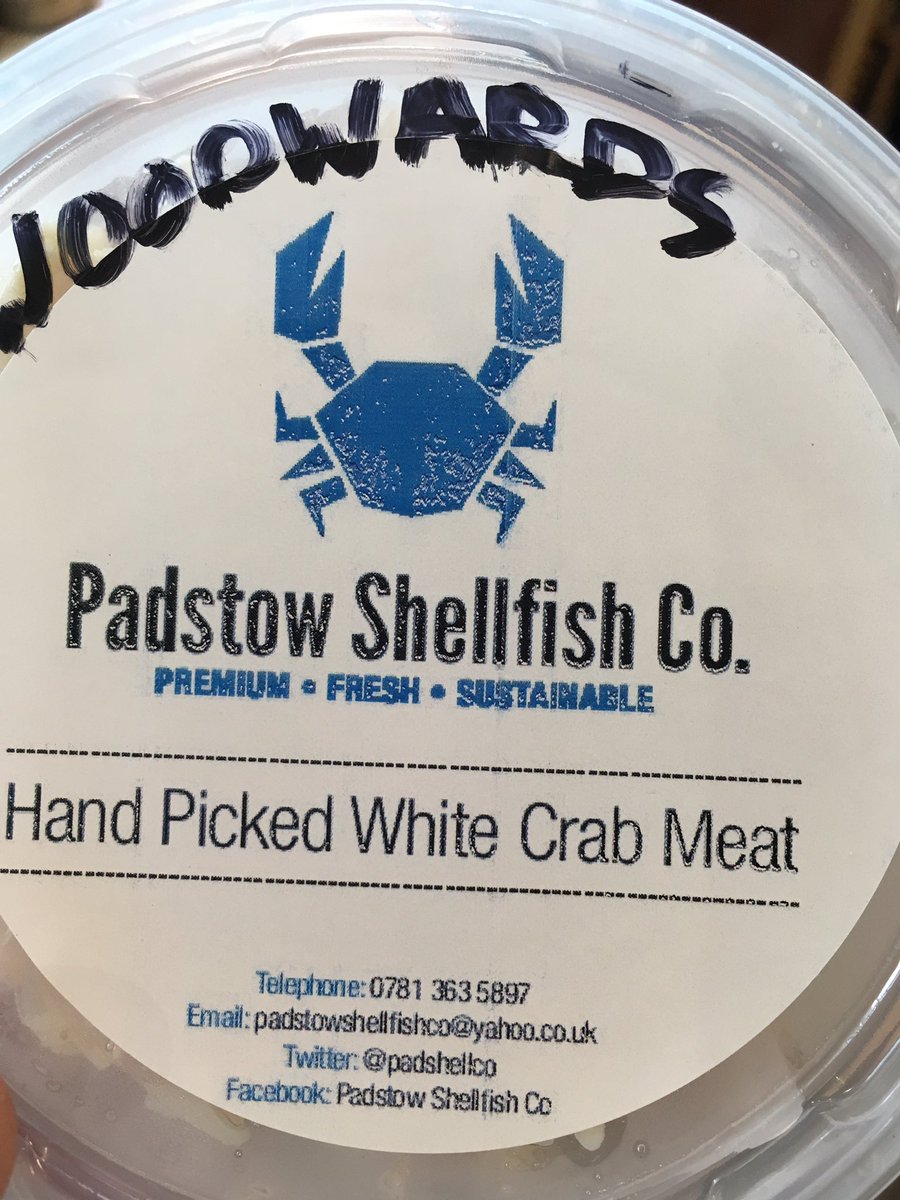 WOODWARDS
Padstow Shellfish Co.
PREMIUM • FRESH • SUSTAINABLE
Hand Picked White Crab Meat
Telephone: 0781 363 5897
Email: padstowshellfishco@yahoo.co.uk
Twitter: @padshellco
Facebook: Padstow Shellfish Co